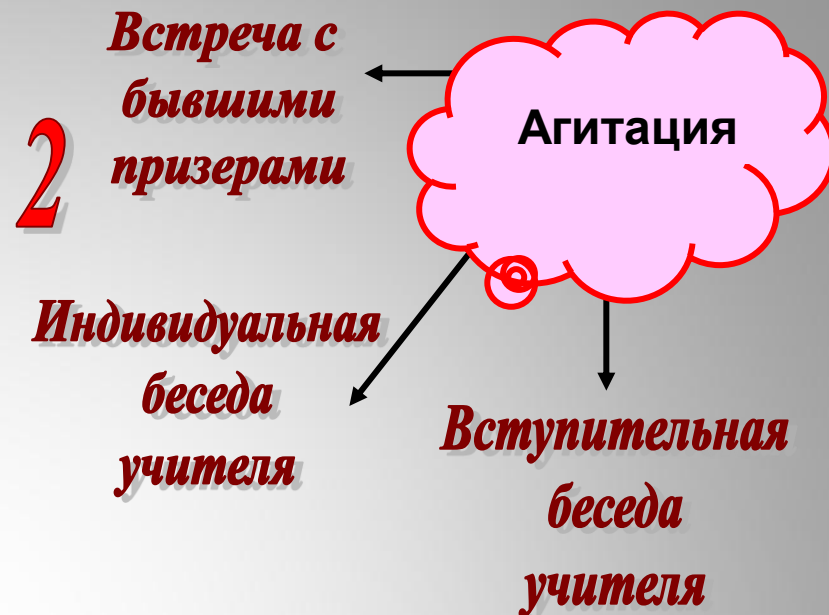 Встреча с
бывшими
призерами
Агитация
2
Индивидуальная
беседа
учителя
Вступительная
беседа
учителя